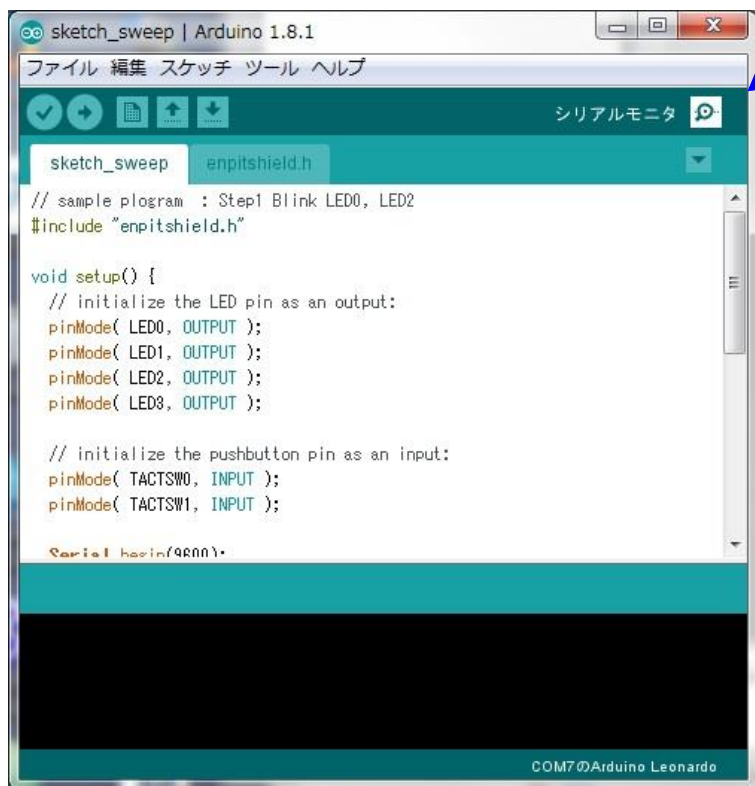 sketch_sweep | Arduino 1.8.1
ファイル 編集 スケッチ ツール ヘルプ
シリアルモニタ
sketch_sweep enpitshield.h
// sample plogram : Step1 Blink LED0, LED2
#include "enpitshield.h"
void setup() {
// initialize the LED pin as an output:
pinMode( LED0, OUTPUT );
pinMode( LED1, OUTPUT );
pinMode( LED2, OUTPUT );
pinMode( LED3, OUTPUT );
// initialize the pushbutton pin as an input:
pinMode( TACTSW0, INPUT );
pinMode( TACTSW1, INPUT );
Serial.begin(9600);
COM7のArduino Leonardo